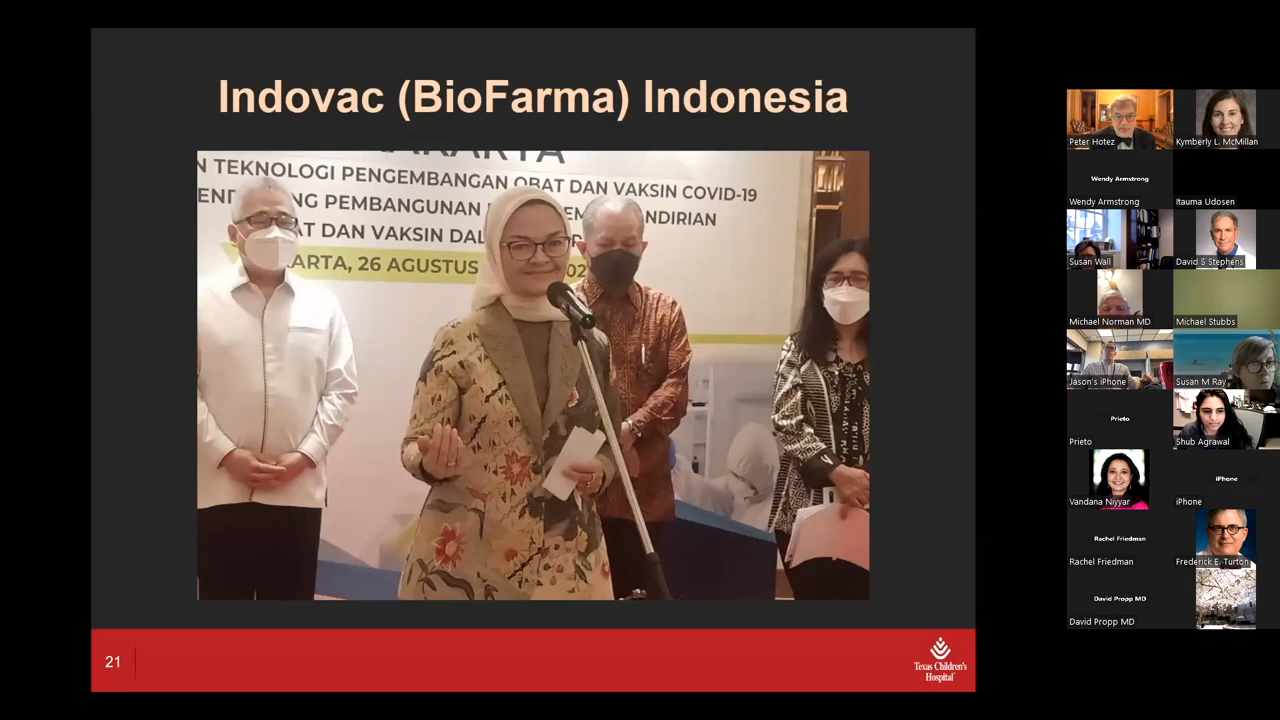 Indovac (BioFarma) Indonesia
N TEKNOLOGI PENGEMBANGAN OBAT DAN VAKSIN COVID-19
PEMBANGUNAN
NDIRIAN
T DAN VAKSIN
ARTA, 26 AGUSTUS
21
Texas Children's
Hospital
Peter Hotez
Kymberly L. McMillan
Wendy Armstrong
Wendy Armstrong
Itauma Udosen
Susan Wall
David S Stephens
Michael Norman MD
Michael Stubbs
Jason's iPhone
Susan M Ray
Prieto
Prieto
Shub Agrawal
Vandana Niyyar
iPhone
iPhone
Rachel Friedman
Rachel Friedman
Frederick E. Turton
David Propp MD
David Propp MD